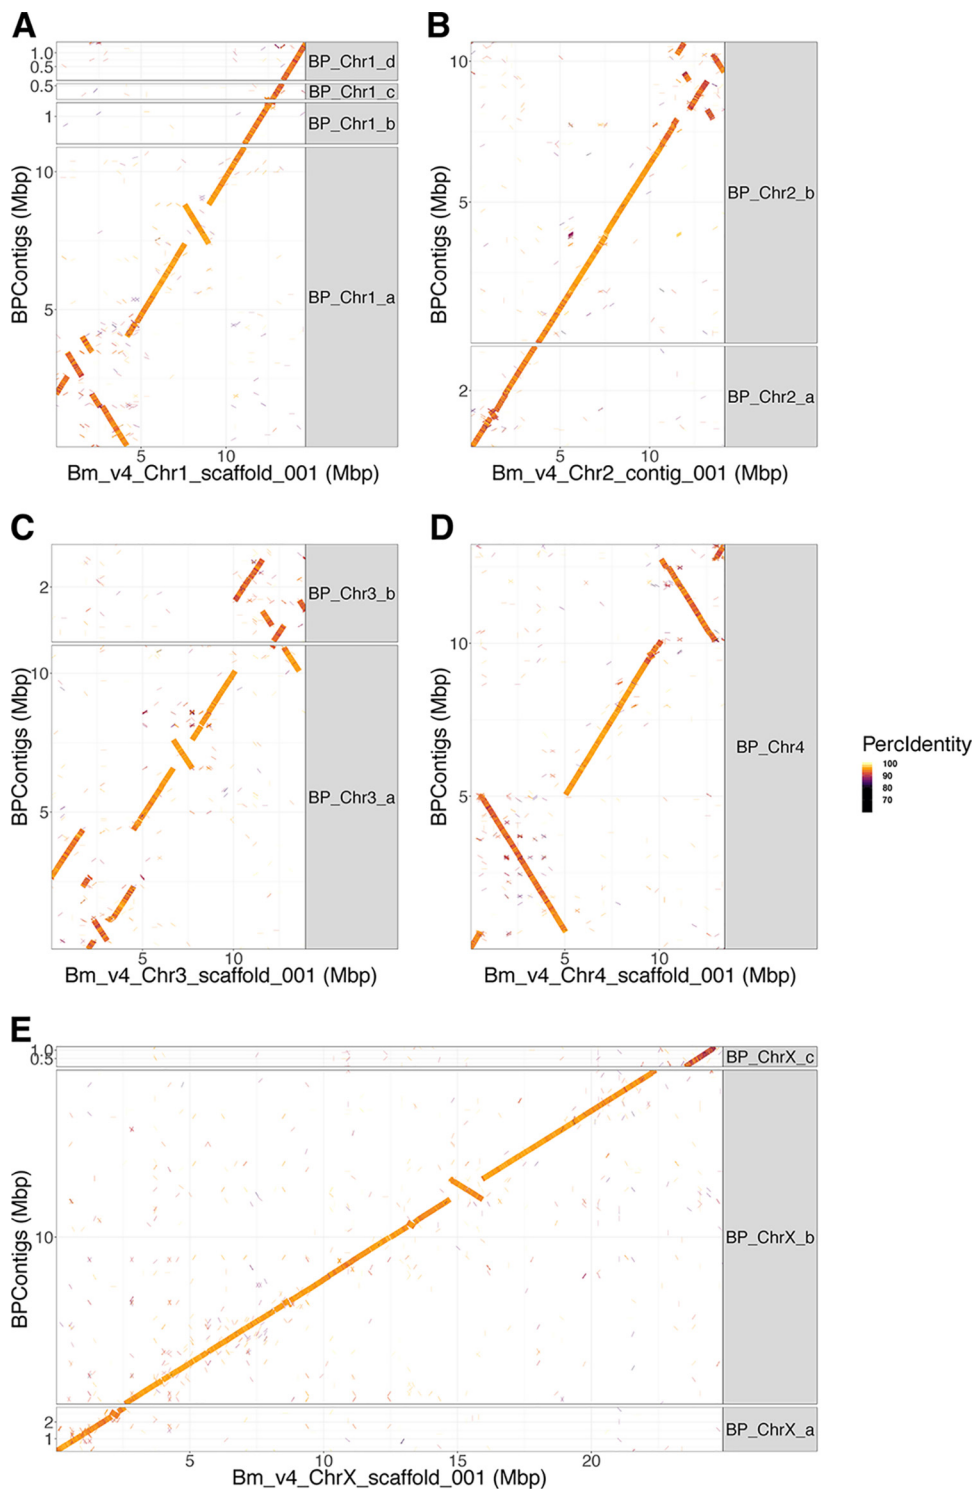 A
1.0
0.5
BP_Chr1_d
0.5
BP_Chr1_c
1
BP_Chr1_b
10
5
BP_Chr1_a
BPContigs (Mbp)
5 10
Bm_v4_Chr1_scaffold_001 (Mbp)
B
10
5
BP_Chr2_b
2
BP_Chr2_a
BPContigs (Mbp)
5 10
Bm_v4_Chr2_contig_001 (Mbp)
C
2
BP_Chr3_b
10
5
BP_Chr3_a
BPContigs (Mbp)
5 10
Bm_v4_Chr3_scaffold_001 (Mbp)
D
10
5
BP_Chr4
BPContigs (Mbp)
5 10
Bm_v4_Chr4_scaffold_001 (Mbp)
PercIdentity
100
90
80
70
E
1.0
0.5
BP_ChrX_c
10
BP_ChrX_b
2
1
BP_ChrX_a
BPContigs (Mbp)
5 10 15 20
Bm_v4_ChrX_scaffold_001 (Mbp)